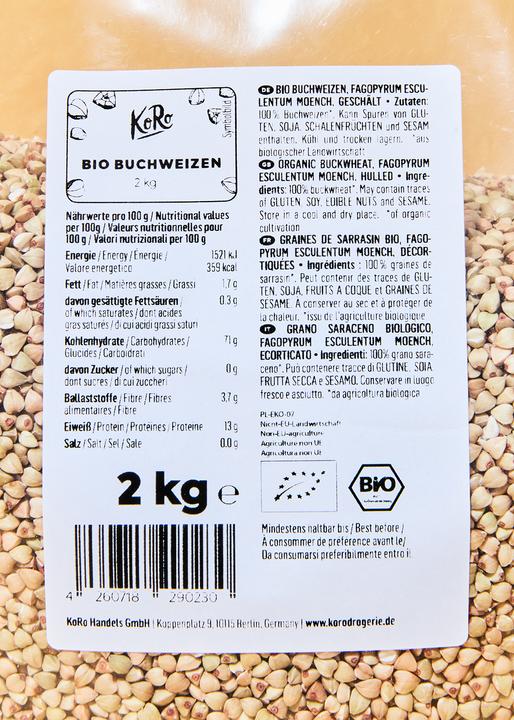 KoRo
Symbolbild
BIO BUCHWEIZEN
2 kg
Nährwerte pro 100 g / Nutritional values
per 100g / Valeurs nutritionnelles pour
100 g / Valori nutrizionali per 100 g
Energie / Energy / Énergie / 1521 kJ
Valore energetico 359 kcal
Fett / Fat / Matières grasses / Grassi 1.7 g
davon gesättigte Fettsäuren / 0.3 g
of which saturates / dont acides
gras saturés / di cui acidi grassi saturi
Kohlenhydrate / Carbohydrates / 71 g
Glucides / Carboidrati
davon Zucker / of which sugars / 0 g
dont sucres / di cui zuccheri
Ballaststoffe / Fibre / Fibres 3,7 g
alimentaires / Fibre
Eiweiß / Protein / Protéines / Proteine 13 g
Salz / Salt / Sel / Sale 0.0 g
2 kg e
4 260718 290230
DE BIO BUCHWEIZEN, FAGOPYRUM ESCU-
LENTUM MOENCH, GESCHÄLT • Zutaten:
100% Buchweizen*. Kann Spuren von GLU-
TEN, SOJA, SCHALENFRÜCHTEN und SESAM
enthalten. Kühl und trocken lagern. *aus
biologischer Landwirtschaft
GB ORGANIC BUCKWHEAT, FAGOPYRUM
ESCULENTUM MOENCH, HULLED • Ingre-
dients: 100% buckwheat*. May contain traces
of GLUTEN, SOY, EDIBLE NUTS and SESAME.
Store in a cool and dry place. *of organic
cultivation
FR GRAINES DE SARRASIN BIO, FAGO-
PYRUM ESCULENTUM MOENCH, DÉCOR-
TIQUÉES • Ingrédients : 100% graines de
sarrasin*. Peut contenir des traces de GLU-
TEN, SOJA, FRUITS À COQUE et GRAINES DE
SÉSAME. À conserver au sec et à protéger de
la chaleur. *issu de l'agriculture biologique
IT GRANO SARACENO BIOLOGICO,
FAGOPYRUM ESCULENTUM MOENCH,
DECORTICATO • Ingredienti: 100% grano sara-
ceno*. Può contenere tracce di GLUTINE, SOIA,
FRUTTA SECCA e SESAMO. Conservare in luogo
fresco e asciutto. *da agricoltura biologica
PL-EKO-07
Nicht-EU-Landwirtschaft
Non-EU-agriculture
Agriculture non UE
Agricoltura non UE
Bio
Mindestens haltbar bis / Best before /
À consommer de préférence avant le /
Da consumarsi preferibilmente entro il:
KoRo Handels GmbH | Koppenplatz 9, 10115 Berlin, Germany | www.korodrogerie.de